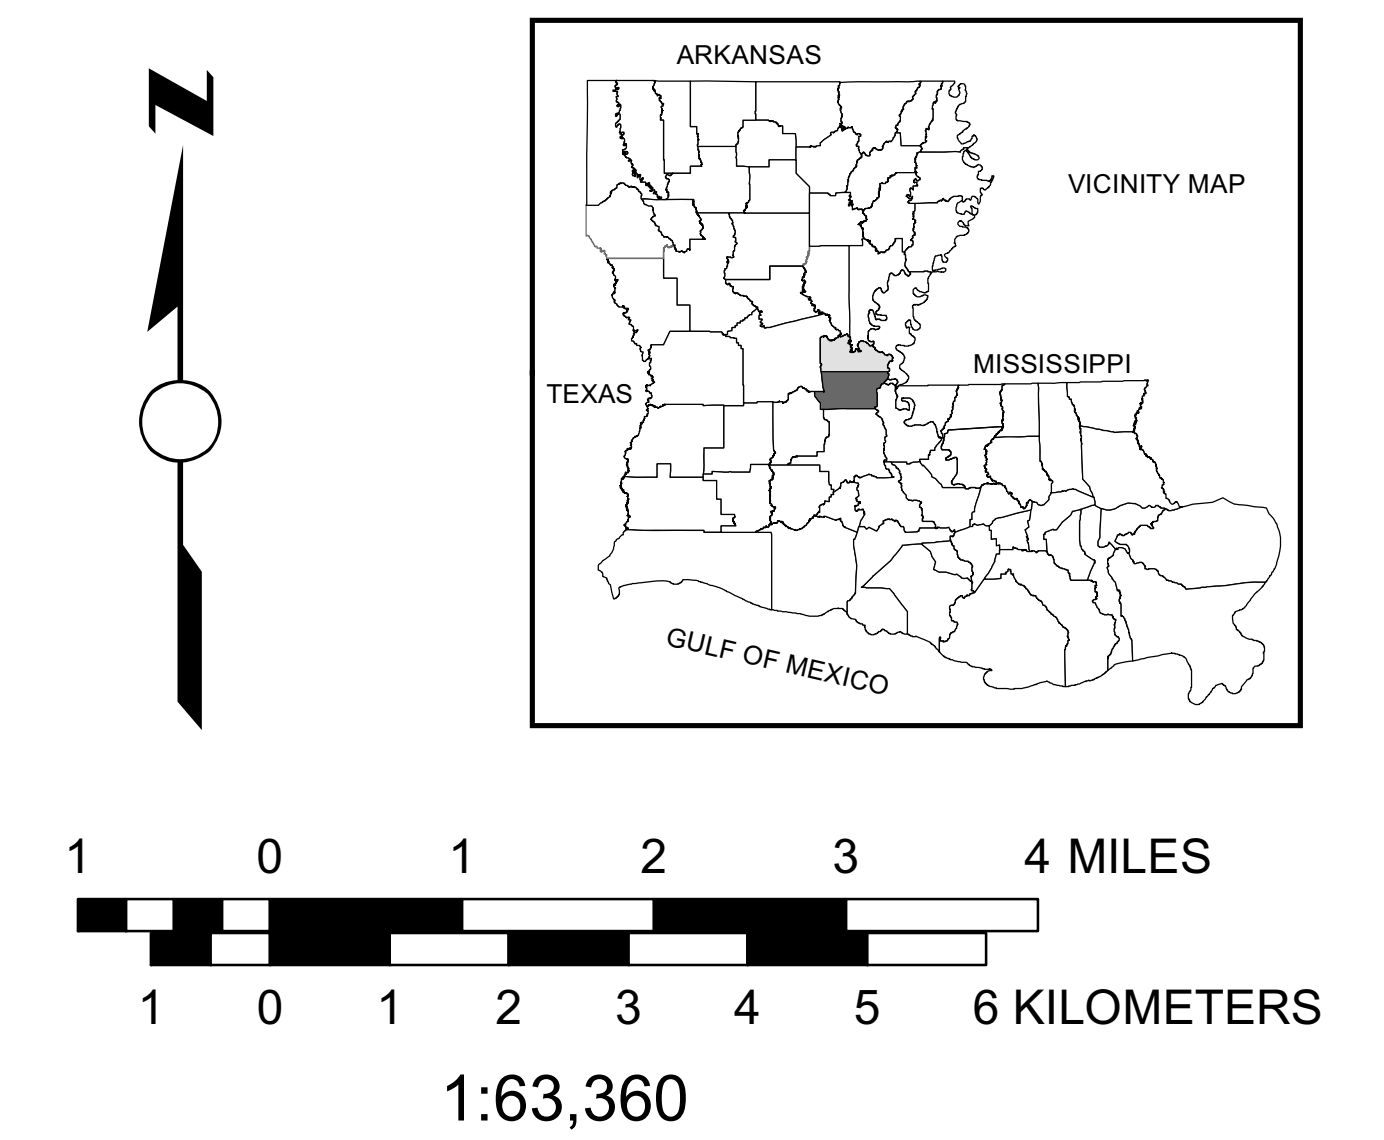 N
ARKANSAS
VICINITY MAP
MISSISSIPPI
TEXAS
GULF OF MEXICO
1 0 1 2 3 4 MILES
1 0 1 2 3 4 5 6 KILOMETERS
1:63,360